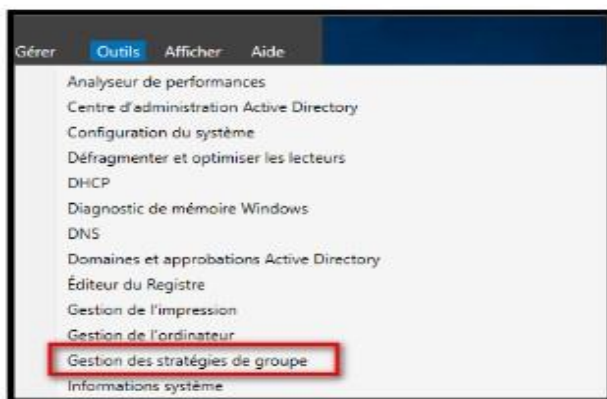 Gérer Outils Afficher Aide
Analyseur de performances
Centre d'administration Active Directory
Configuration du système
Défragmenter et optimiser les lecteurs
DHCP
Diagnostic de mémoire Windows
DNS
Domaines et approbations Active Directory
Éditeur du Registre
Gestion de l'impression
Gestion de l'ordinateur
Gestion des stratégies de groupe
Informations système